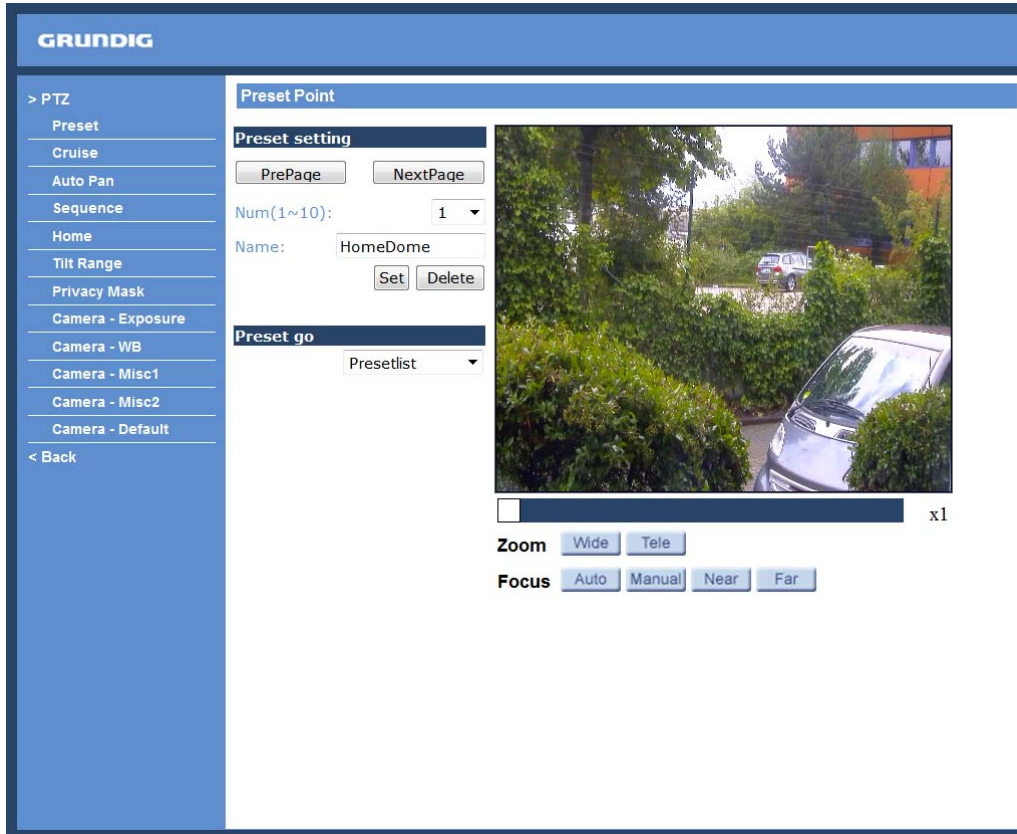 GRUNDIG
> PTZ
Preset
Cruise
Auto Pan
Sequence
Home
Tilt Range
Privacy Mask
Camera - Exposure
Camera - WB
Camera - Misc1
Camera - Misc2
Camera - Default
< Back
Preset Point
Preset setting
PrePage NextPage
Num(1~10): 1
Name: HomeDome
Set Delete
Preset go
Presetlist
x1
Zoom Wide Tele
Focus Auto Manual Near Far